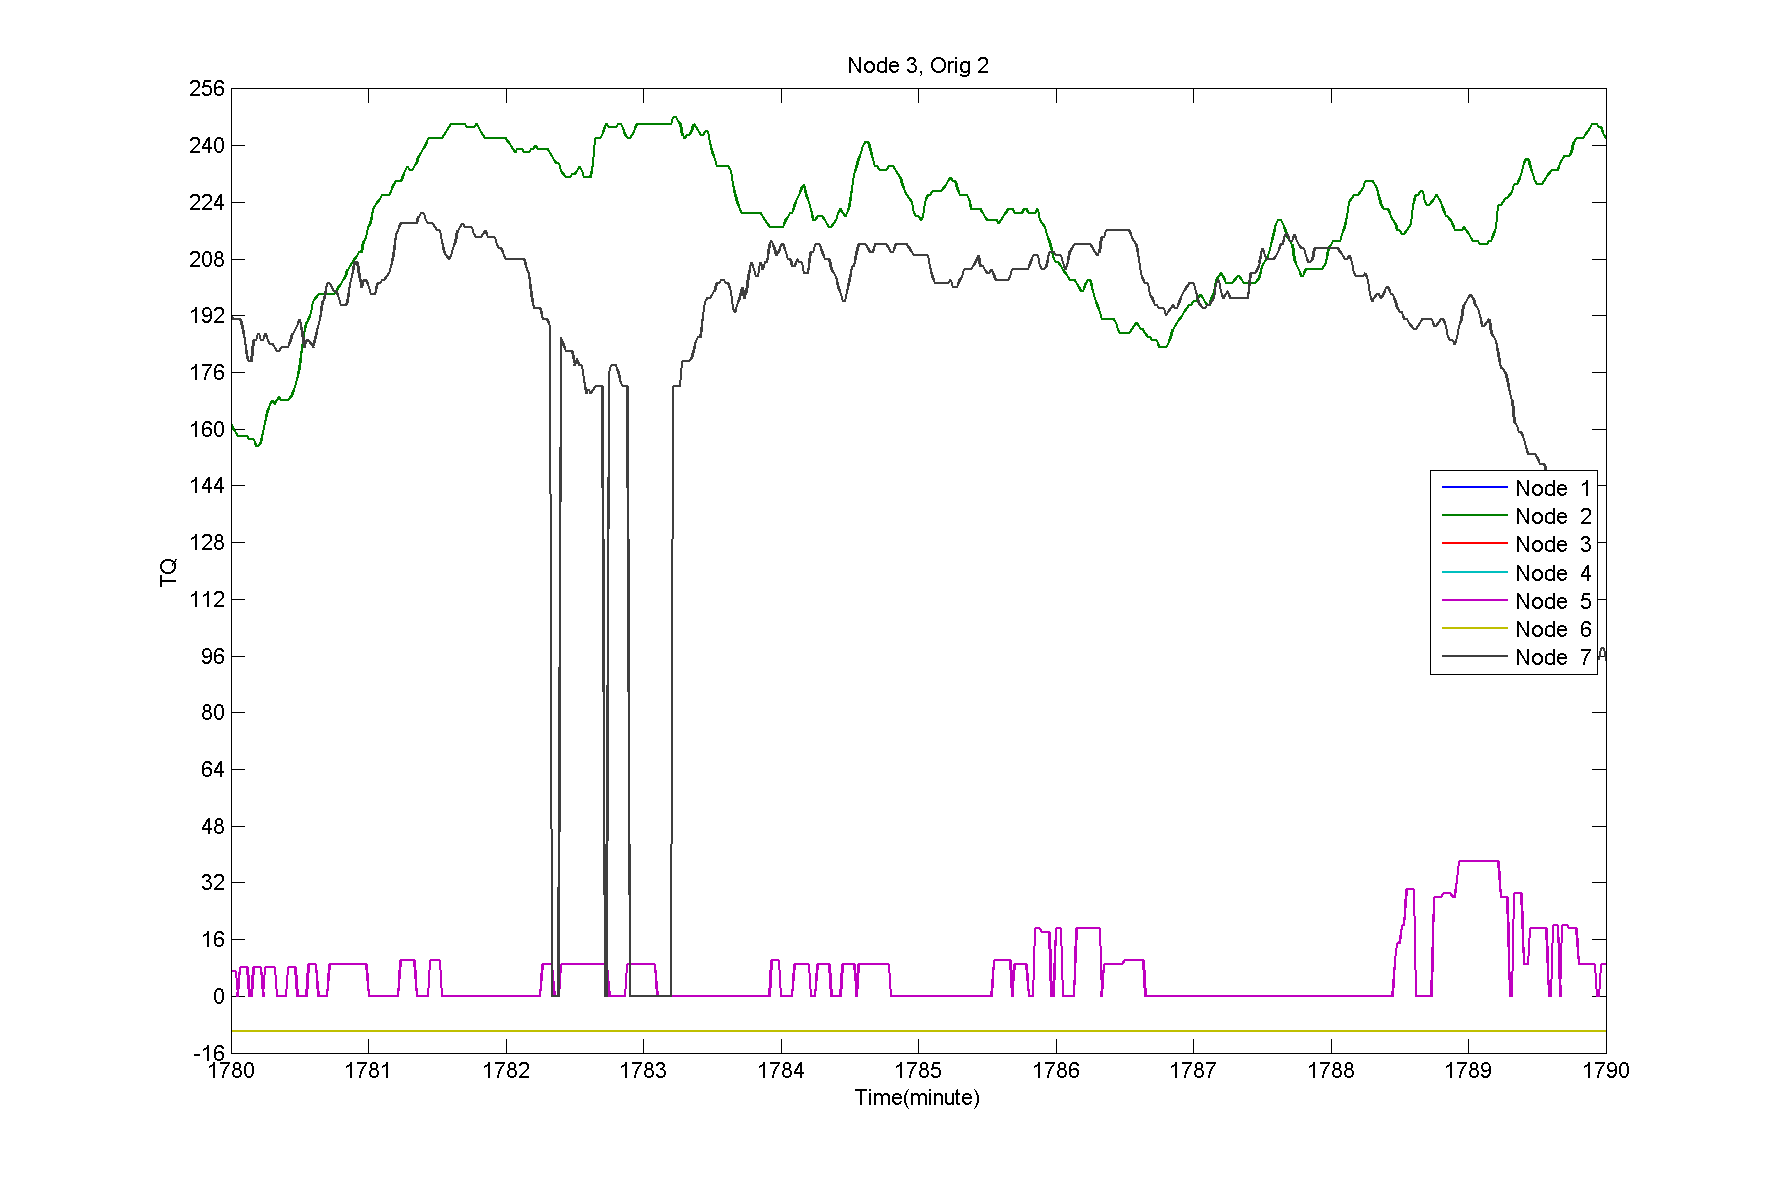 Node 3, Orig 2
256
240
224
208
192
176
160
144
128
112
96
80
64
48
32
16
0
-16
TQ
Node 1
Node 2
Node 3
Node 4
Node 5
Node 6
Node 7
1780 1781 1782 1783 1784 1785 1786 1787 1788 1789 1790
Time(minute)